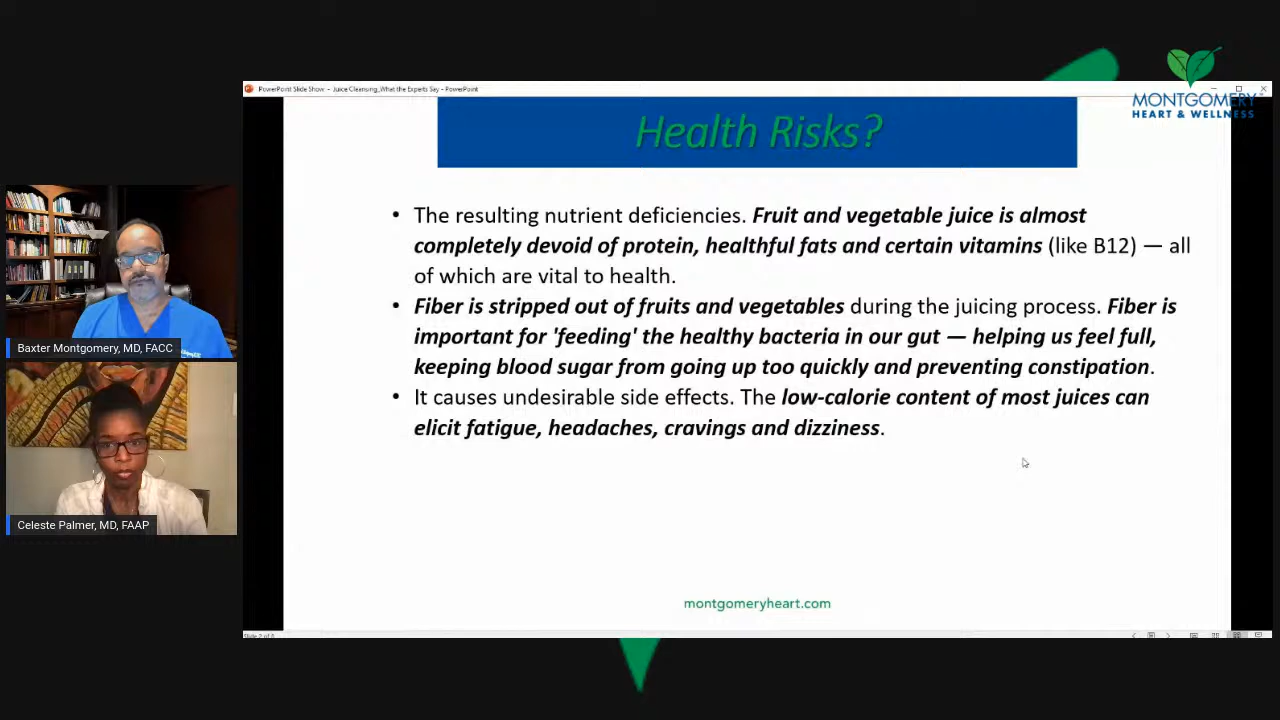 MONTGOMERY
HEART & WELLNESS
PowerPoint Slide Show - Juice Cleansing_What the Experts Say - PowerPoint
Health Risks?
• The resulting nutrient deficiencies. Fruit and vegetable juice is almost
completely devoid of protein, healthful fats and certain vitamins (like B12) — all
of which are vital to health.
• Fiber is stripped out of fruits and vegetables during the juicing process. Fiber is
important for 'feeding' the healthy bacteria in our gut — helping us feel full,
keeping blood sugar from going up too quickly and preventing constipation.
• It causes undesirable side effects. The low-calorie content of most juices can
elicit fatigue, headaches, cravings and dizziness.
montgomeryheart.com
Baxter Montgomery, MD, FACC
Celeste Palmer, MD, FAAP